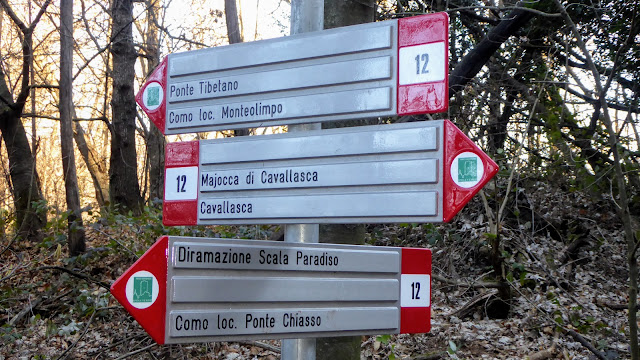 Ponte Tibetano
Como loc. Monteolimpo
12
12
Majocca di Cavallasca
Cavallasca
Diramazione Scala Paradiso
Como loc. Ponte Chiasso
12